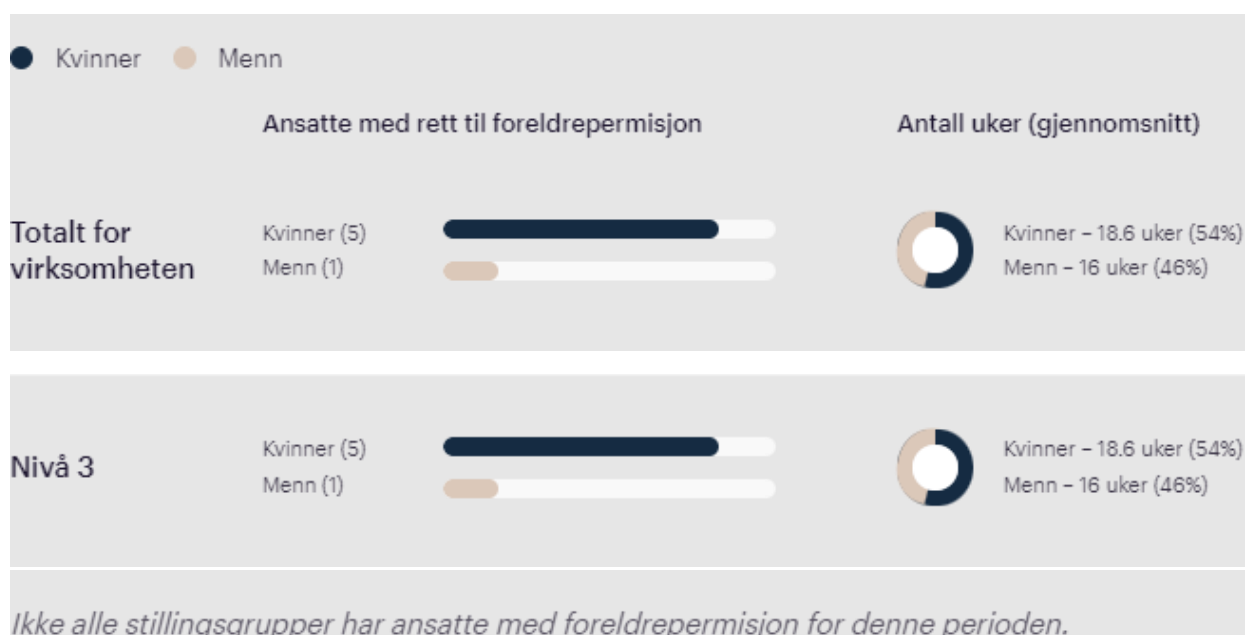 Kvinner Menn
Ansatte med rett til foreldrepermisjon Antall uker (gjennomsnitt)
Totalt for
virksomheten
Kvinner (5)
Menn (1)
Kvinner – 18.6 uker (54%)
Menn – 16 uker (46%)
Nivå 3
Kvinner (5)
Menn (1)
Kvinner – 18.6 uker (54%)
Menn – 16 uker (46%)
Ikke alle stillingsgrupper har ansatte med foreldrepermisjon for denne perioden.